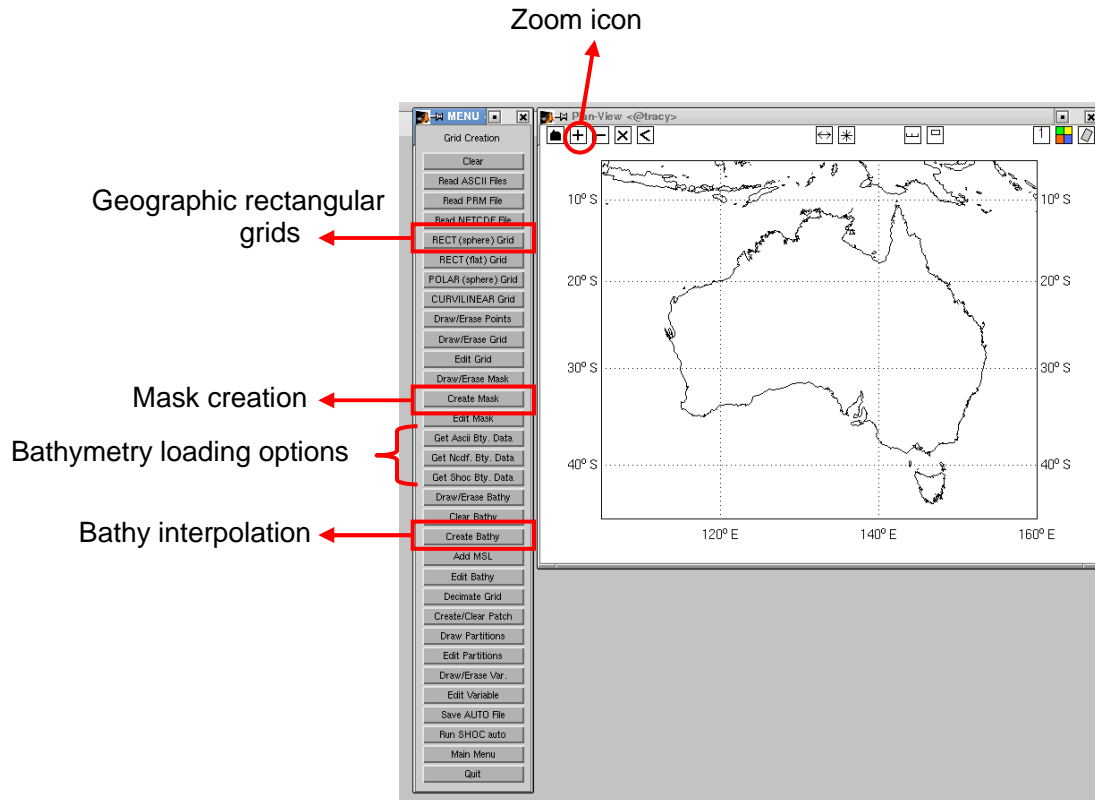 Zoom icon
MENU
Plan-View <@tracy>
Grid Creation
Clear
Read ASCII Files
Read PRM File
Read NETCDF File
RECT (sphere) Grid
RECT (flat) Grid
POLAR (sphere) Grid
CURVILINEAR Grid
Draw/Erase Points
Draw/Erase Grid
Edit Grid
Draw/Erase Mask
Create Mask
Edit Mask
Get Ascii Bty. Data
Get Ncdf. Bty. Data
Get Shoc Bty. Data
Draw/Erase Bathy
Clear Bathy
Create Bathy
Add MSL
Edit Bathy
Decimate Grid
Create/Clear Patch
Draw Partitions
Edit Partitions
Draw/Erase Var.
Edit Variable
Save AUTO File
Run SHOC auto
Main Menu
Quit
Geographic rectangular
grids
Mask creation
Bathymetry loading options
Bathy interpolation
1
10° S 10° S
20° S 20° S
30° S 30° S
40° S 40° S
120° E 140° E 160° E